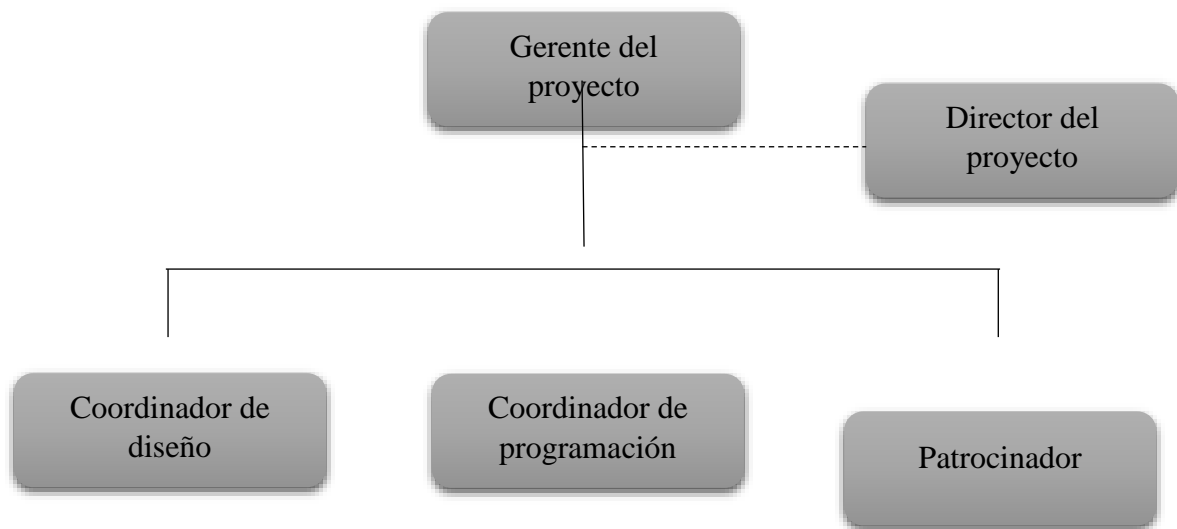 Gerente del
proyecto
Director del
proyecto
Coordinador de
diseño
Coordinador de
programación
Patrocinador